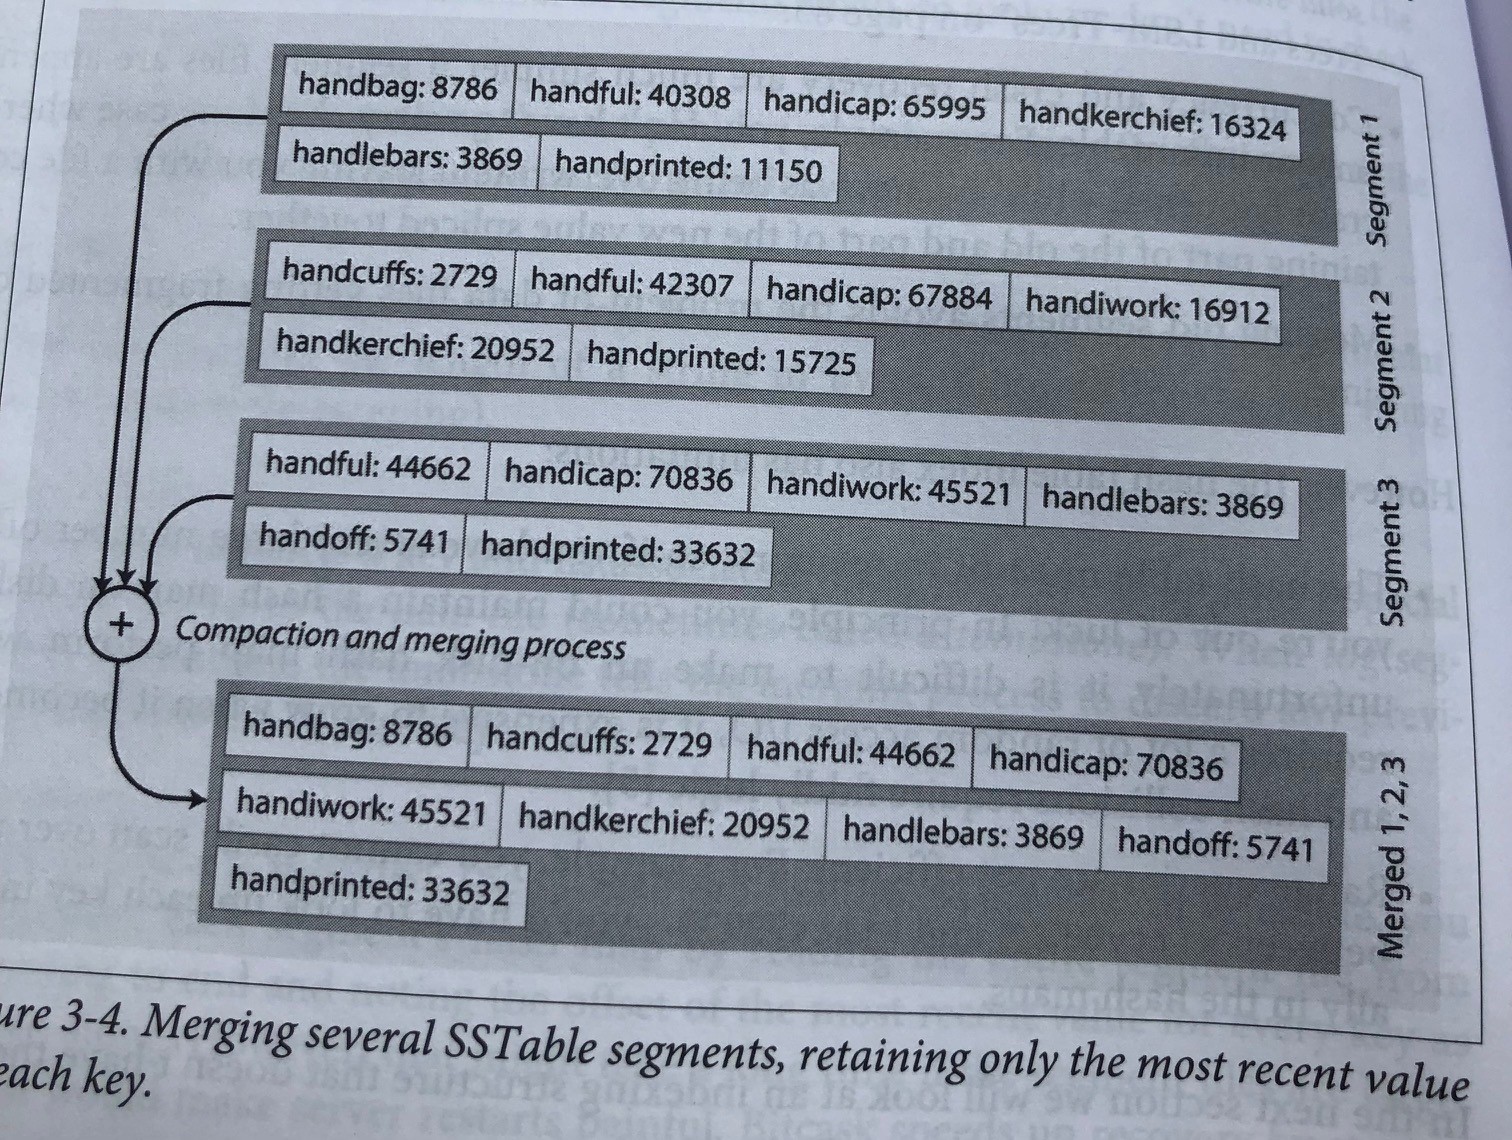 handbag: 8786 handful: 40308 handicap: 65995 handkerchief: 16324
handlebars: 3869 handprinted: 11150
Segment 1
handcuffs: 2729 handful: 42307 handicap: 67884 handiwork: 16912
handkerchief: 20952 handprinted: 15725
Segment 2
handful: 44662 handicap: 70836 handiwork: 45521 handlebars: 3869
handoff: 5741 handprinted: 33632
Segment 3
+ Compaction and merging process
handbag: 8786 handcuffs: 2729 handful: 44662 handicap: 70836
handiwork: 45521 handkerchief: 20952 handlebars: 3869 handoff: 5741
handprinted: 33632
Merged 1, 2, 3
ure 3-4. Merging several SSTable segments, retaining only the most recent value
each key.